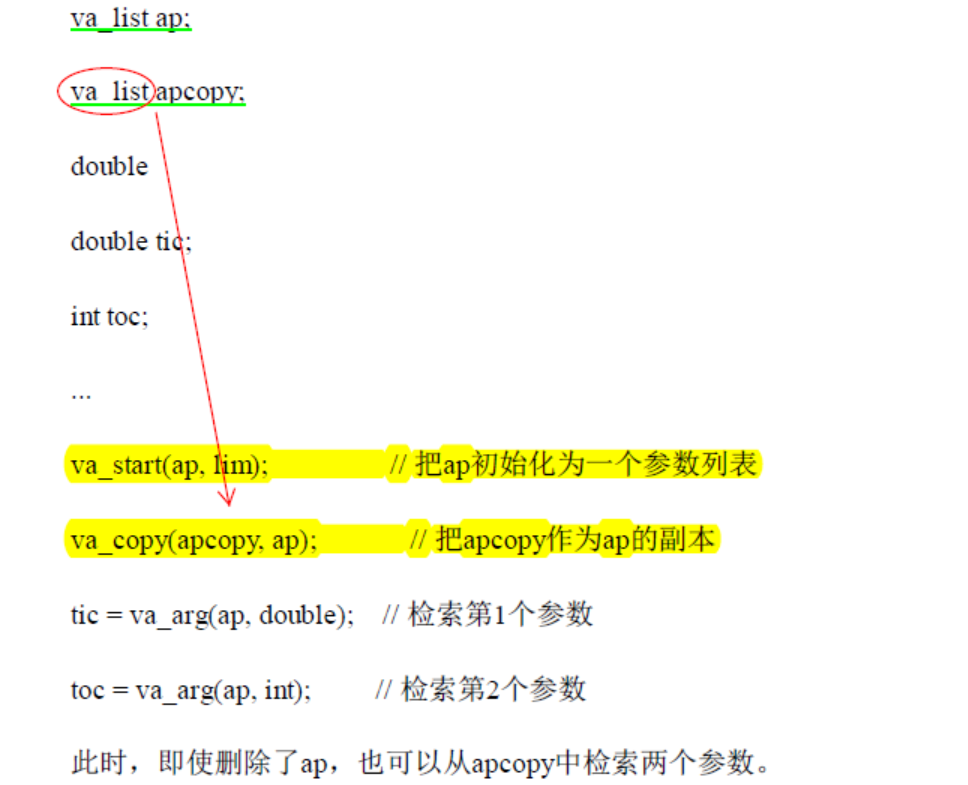 va_list ap;
va_list apcopy;
double
double tic;
int toc;
...
va_start(ap, lim); // 把ap初始化为一个参数列表
va_copy(apcopy, ap); // 把apcopy作为ap的副本
tic = va_arg(ap, double); // 检索第1个参数
toc = va_arg(ap, int); // 检索第2个参数
此时，即使删除了ap，也可以从apcopy中检索两个参数。